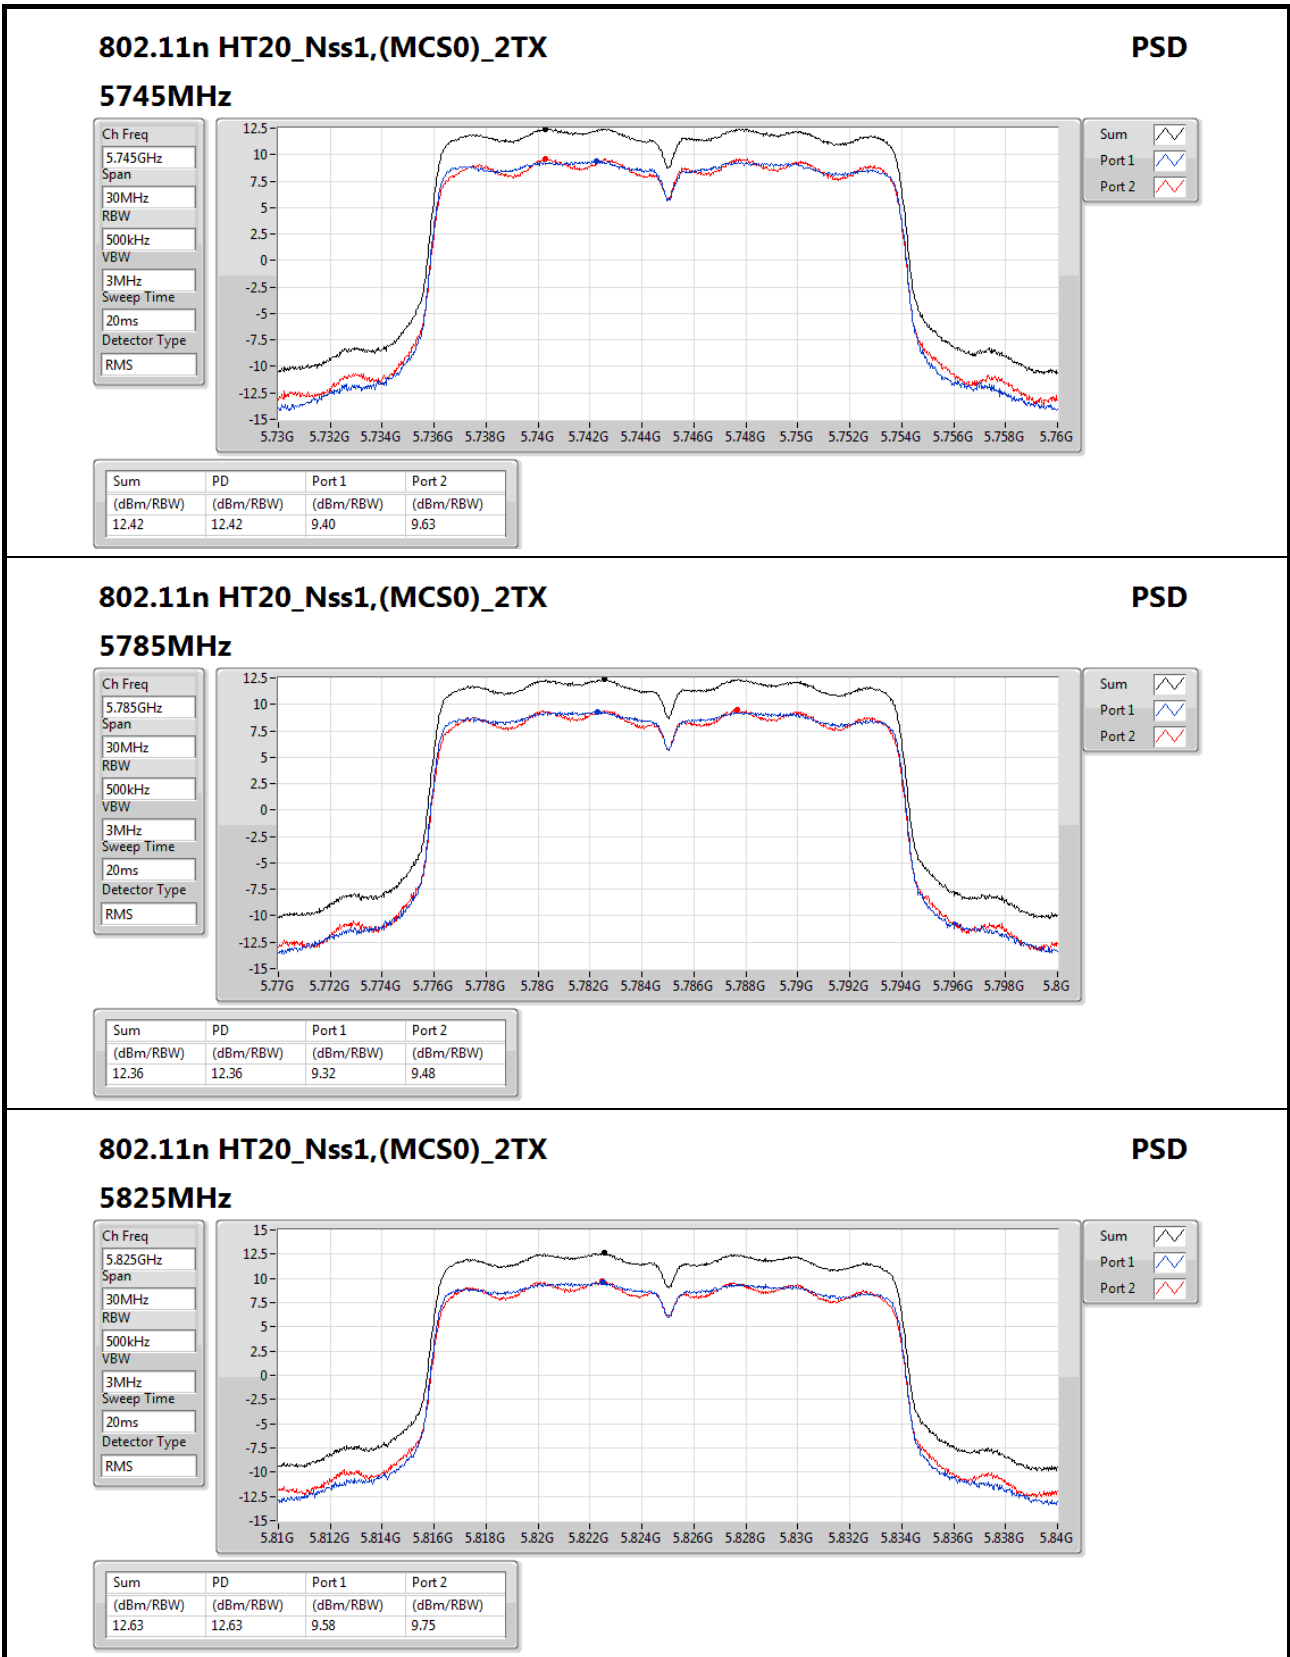 802.11n HT20_Nss1,(MCS0)_2TX PSD
5745MHz
Ch Freq
5.745GHz
Span
30MHz
RBW
500kHz
VBW
3MHz
Sweep Time
20ms
Detector Type
RMS
12.5
10
7.5
5
2.5
0
-2.5
-5
-7.5
-10
-12.5
-15
5.73G 5.732G 5.734G 5.736G 5.738G 5.74G 5.742G 5.744G 5.746G 5.748G 5.75G 5.752G 5.754G 5.756G 5.758G 5.76G
Sum
Port 1
Port 2
Sum PD Port 1 Port 2
(dBm/RBW) (dBm/RBW) (dBm/RBW) (dBm/RBW)
12.42 12.42 9.40 9.63
802.11n HT20_Nss1,(MCS0)_2TX PSD
5785MHz
Ch Freq
5.785GHz
Span
30MHz
RBW
500kHz
VBW
3MHz
Sweep Time
20ms
Detector Type
RMS
12.5
10
7.5
5
2.5
0
-2.5
-5
-7.5
-10
-12.5
-15
5.77G 5.772G 5.774G 5.776G 5.778G 5.78G 5.782G 5.784G 5.786G 5.788G 5.79G 5.792G 5.794G 5.796G 5.798G 5.8G
Sum
Port 1
Port 2
Sum PD Port 1 Port 2
(dBm/RBW) (dBm/RBW) (dBm/RBW) (dBm/RBW)
12.36 12.36 9.32 9.48
802.11n HT20_Nss1,(MCS0)_2TX PSD
5825MHz
Ch Freq
5.825GHz
Span
30MHz
RBW
500kHz
VBW
3MHz
Sweep Time
20ms
Detector Type
RMS
15
12.5
10
7.5
5
2.5
0
-2.5
-5
-7.5
-10
-12.5
-15
5.81G 5.812G 5.814G 5.816G 5.818G 5.82G 5.822G 5.824G 5.826G 5.828G 5.83G 5.832G 5.834G 5.836G 5.838G 5.84G
Sum
Port 1
Port 2
Sum PD Port 1 Port 2
(dBm/RBW) (dBm/RBW) (dBm/RBW) (dBm/RBW)
12.63 12.63 9.58 9.75